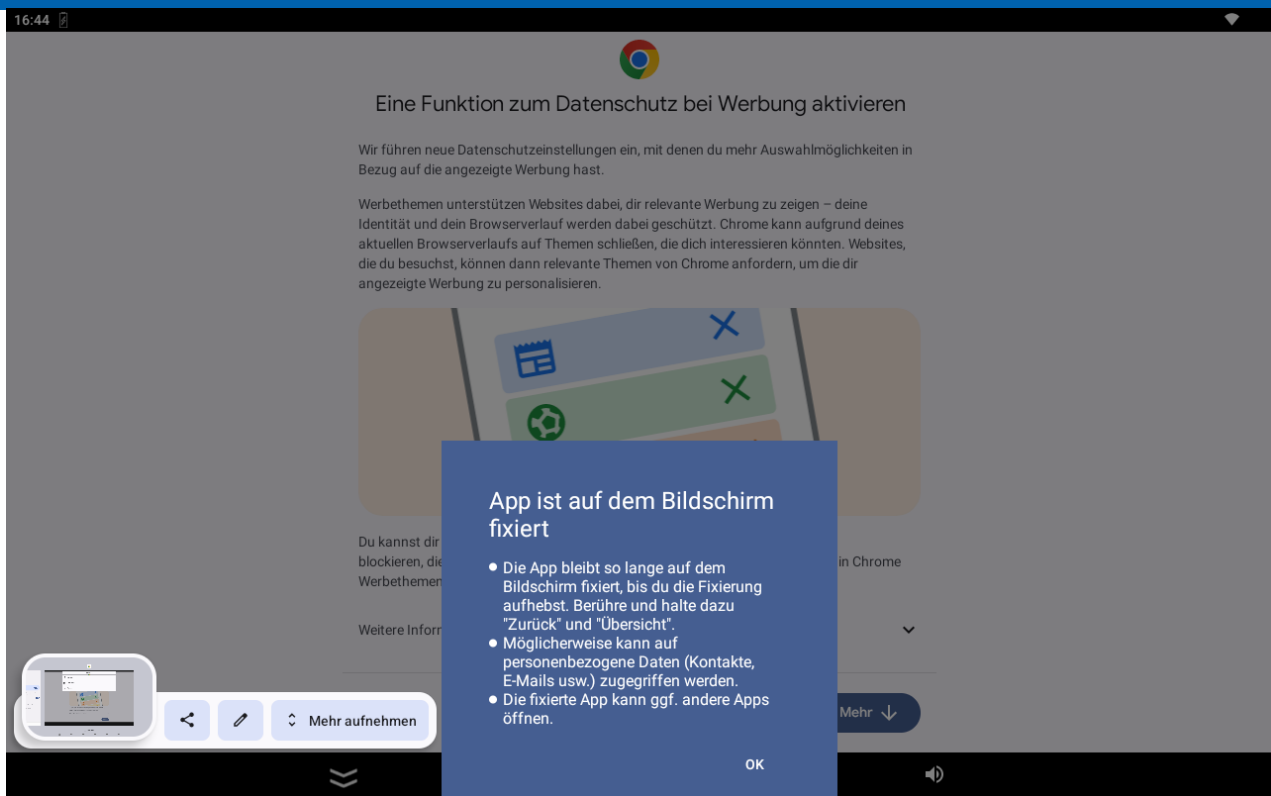 16:44
Eine Funktion zum Datenschutz bei Werbung aktivieren
Wir führen neue Datenschutzeinstellungen ein, mit denen du mehr Auswahlmöglichkeiten in
Bezug auf die angezeigte Werbung hast.
Werbethemen unterstützen Websites dabei, dir relevante Werbung zu zeigen – deine
Identität und dein Browserverlauf werden dabei geschützt. Chrome kann aufgrund deines
aktuellen Browserverlaufs auf Themen schließen, die dich interessieren könnten. Websites,
die du besuchst, können dann relevante Themen von Chrome anfordern, um die dir
angezeigte Werbung zu personalisieren.
Du kannst dir
blockieren, die in Chrome
Werbethemen
Weitere Inforr
App ist auf dem Bildschirm
fixiert
Die App bleibt so lange auf dem
Bildschirm fixiert, bis du die Fixierung
aufhebst. Berühre und halte dazu
"Zurück" und "Übersicht".
Möglicherweise kann auf
personenbezogene Daten (Kontakte,
E-Mails usw.) zugegriffen werden.
Die fixierte App kann ggf. andere Apps
öffnen.
OK
Mehr aufnehmen
Mehr